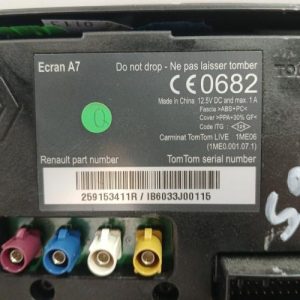 Ecran A7
Do not drop - Ne pas laisser tomber
CE0682
Made in China 12.5V DC and max. 1 A
Fascia >ABS+PC<
Cover >PPA+30% GF<
Code ITG :
Carminat TomTom LIVE 1ME06
(1ME0.001.07.1)
Renault part number
TomTom serial number
259153411R / IB6033J00115